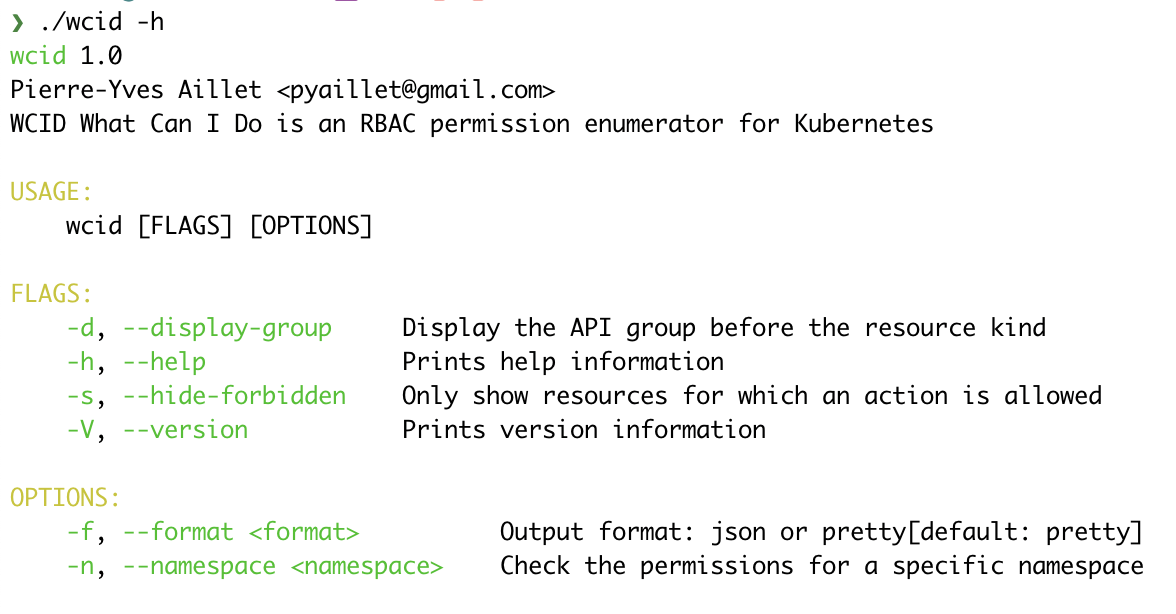 ❯ ./wcid -h
wcid 1.0
Pierre-Yves Aillet <pyaillet@gmail.com>
WCID What Can I Do is an RBAC permission enumerator for Kubernetes
USAGE:
wcid [FLAGS] [OPTIONS]
FLAGS:
-d, --display-group Display the API group before the resource kind
-h, --help Prints help information
-s, --hide-forbidden Only show resources for which an action is allowed
-V, --version Prints version information
OPTIONS:
-f, --format <format> Output format: json or pretty[default: pretty]
-n, --namespace <namespace> Check the permissions for a specific namespace